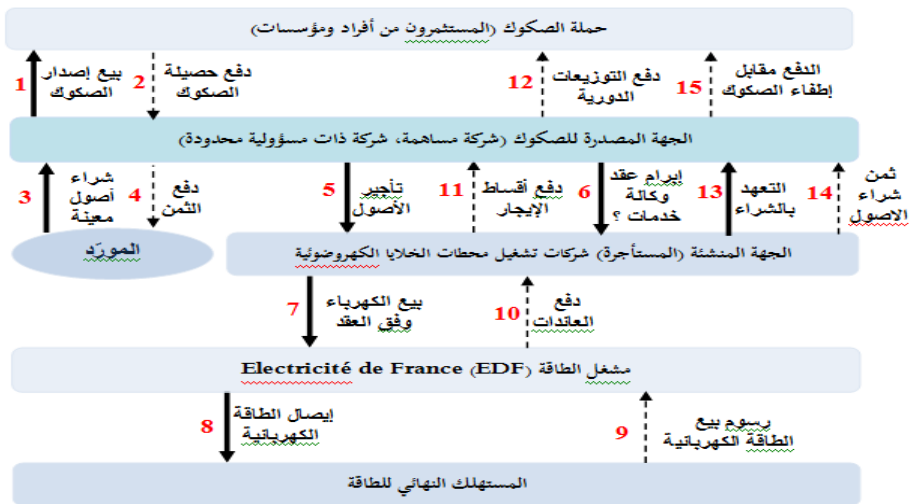 حملة الصكوك (المستثمرون من أفراد ومؤسسات)
1
بيع إصدار
الصكوك
2
دفع حصيلة
الصكوك
12
دفع التوزيعات
الدورية
15
الدفع مقابل
إطفاء الصكوك
الجهة المصدرة للصكوك (شركة مساهمة، شركة ذات مسؤولية محدودة)
3
شراء
أصول
معينة
4
دفع
الثمن
5
تأجير
الأصول
11
دفع أقساط
الإيجار
6
إبرام عقد
وكالة
خدمات ؟
13
التعهد
بالشراء
14
ثمن
شراء
الاصول
المورّد
الجهة المنشئة (المستأجرة) شركات تشغيل محطات الخلايا الكهروضوئية
7
بيع الكهرباء
وفق العقد
10
دفع
العائدات
مشغل الطاقة Electricité de France (EDF)
8
إيصال الطاقة
الكهربائية
9
رسوم بيع
الطاقة الكهربائية
المستهلك النهائي للطاقة